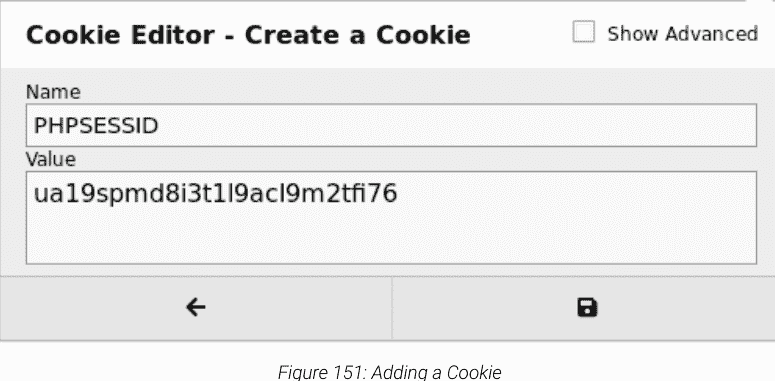 Cookie Editor - Create a Cookie
Show Advanced
Name
PHPSESSID
Value
ua19spmd8i3t1l9acl9m2tfi76
Figure 151: Adding a Cookie